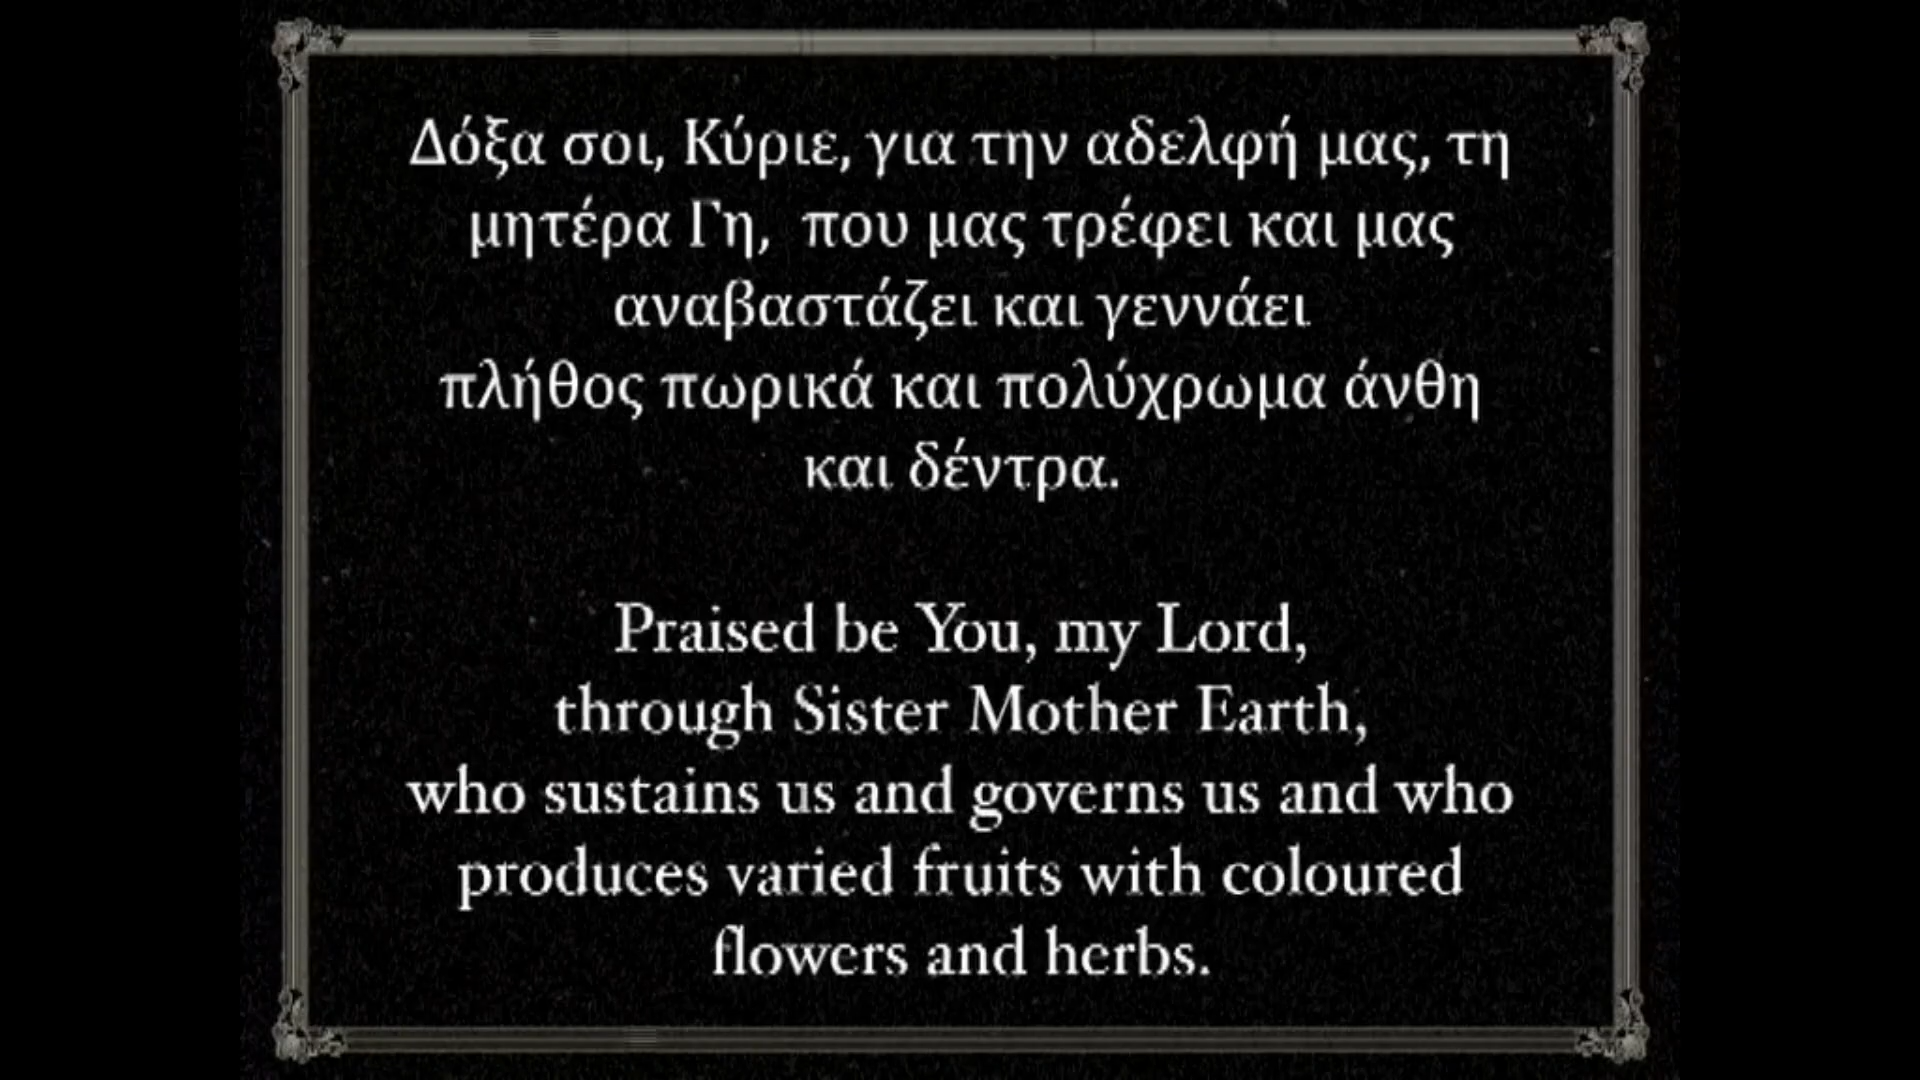 Δόξα σοι, Κύριε, για την αδελφή μας, τη
μητέρα Γη, που μας τρέφει και μας
αναβαστάζει και γεννάει
πλήθος πωρικά και πολύχρωμα άνθη
και δέντρα.
Praised be You, my Lord,
through Sister Mother Earth,
who sustains us and governs us and who
produces varied fruits with coloured
flowers and herbs.